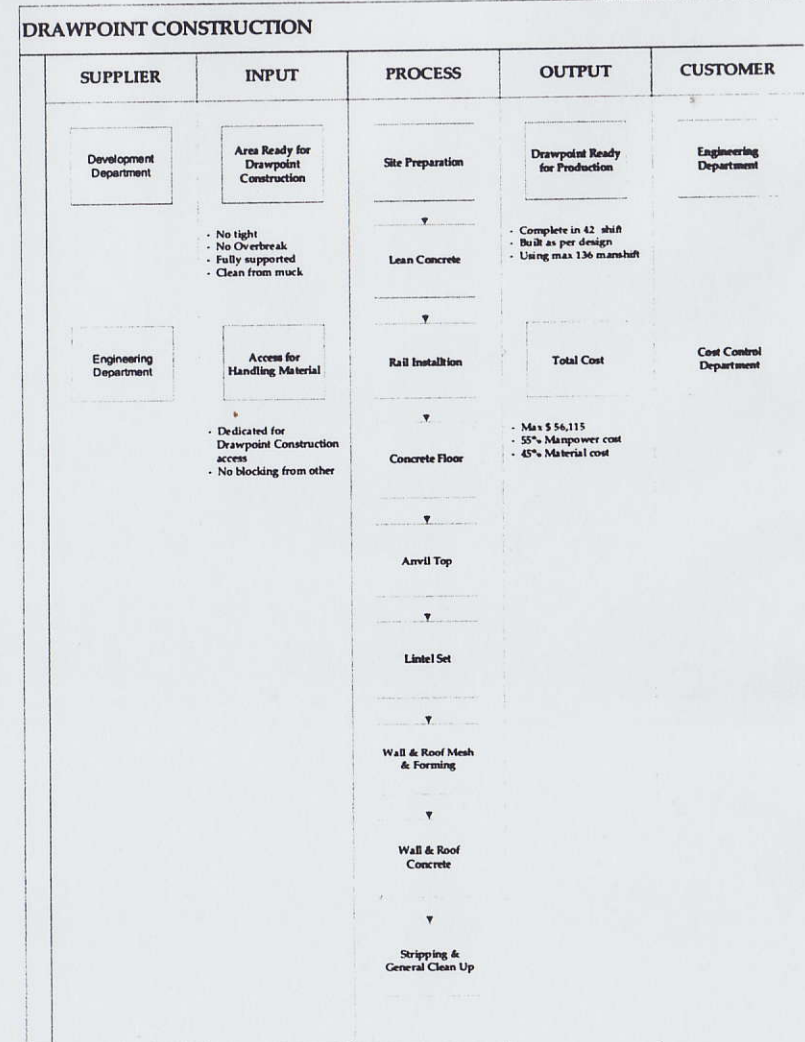 DRAWPOINT CONSTRUCTION
SUPPLIER
INPUT
PROCESS
OUTPUT
CUSTOMER
Development
Department
Area Ready for
Drawpoint
Construction
Site Preparation
Drawpoint Ready
for Production
Engineering
Department
- No tight
- No Overbreak
- Fully supported
- Clean from muck
Lean Concrete
- Complete in 42 shift
- Built as per design
- Using max 136 manshift
Engineering
Department
Access for
Handling Material
Rail Installtion
Total Cost
Cost Control
Department
- Dedicated for
Drawpoint Construction
access
- No blocking from other
Concrete Floor
- Max $ 56,115
- 55% Manpower cost
- 45% Material cost
Anvil Top
Lintel Set
Wall & Roof Mesh
& Forming
Wall & Roof
Concrete
Stripping &
General Clean Up